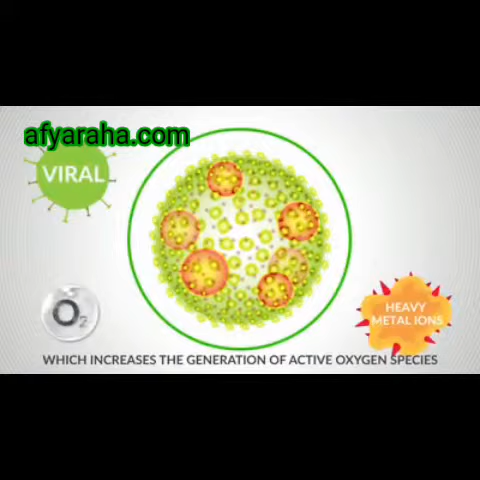 afyaraha.com
VIRAL
O2
HEAVY
METAL IONS
WHICH INCREASES THE GENERATION OF ACTIVE OXYGEN SPECIES